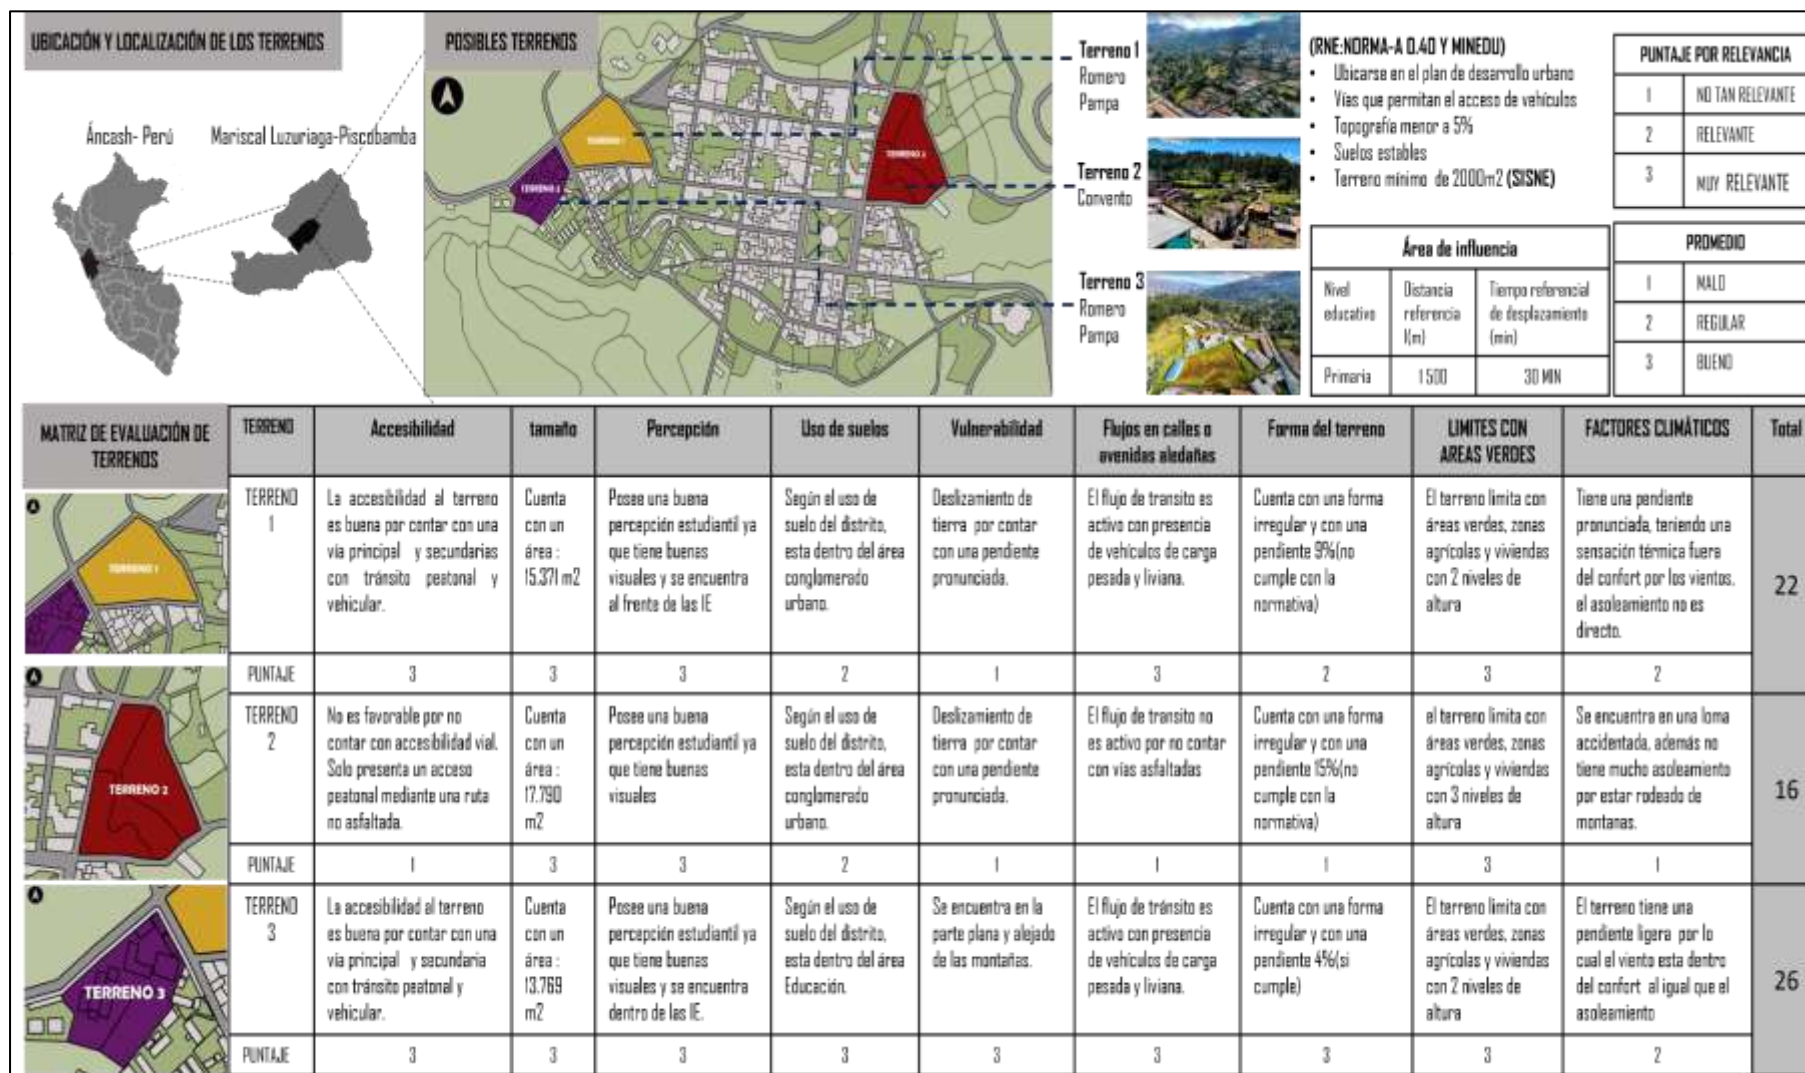 UBICACIÓN Y LOCALIZACIÓN DE LOS TERRENOS
Áncash- Perú
Mariscal Luzuriaga-Piscobamba
POSIBLES TERRENOS
TERRENO 3
TERRENO 2
Terreno 1
Romero
Pampa
Terreno 2
Convento
Terreno 3
Romero
Pampa
(RNE:NORMA-A 0.40 Y MINEDU)
• Ubicarse en el plan de desarrollo urbano
• Vías que permitan el acceso de vehículos
• Topografía menor a 5%
• Suelos estables
• Terreno mínimo de 2000m2 (SISNE)
PUNTAJE POR RELEVANCIA
1 NO TAN RELEVANTE
2 RELEVANTE
3 MUY RELEVANTE
Área de influencia
Nivel
educativo
Distancia
referencia
l(m)
Tiempo referencial
de desplazamiento
(min)
Primaria 1 500 30 MIN
PROMEDIO
1 MALO
2 REGULAR
3 BUENO
MATRIZ DE EVALUACIÓN DE
TERRENOS
TERRENO
Accesibilidad
tamaño
Percepción
Uso de suelos
Vulnerabilidad
Flujos en calles o
avenidas aledañas
Forma del terreno
LIMITES CON
AREAS VERDES
FACTORES CLIMÁTICOS
Total
TERRENO 1
TERRENO
1
La accesibilidad al terreno
es buena por contar con una
vía principal y secundarias
con tránsito peatonal y
vehicular.
Cuenta
con un
área :
15.371 m2
Posee una buena
percepción estudiantil ya
que tiene buenas
visuales y se encuentra
al frente de las IE
Según el uso de
suelo del distrito,
esta dentro del área
conglomerado
urbano.
Deslizamiento de
tierra por contar
con una pendiente
pronunciada.
El flujo de transito es
activo con presencia
de vehículos de carga
pesada y liviana.
Cuenta con una forma
irregular y con una
pendiente 9%(no
cumple con la
normativa)
El terreno limita con
áreas verdes, zonas
agrícolas y viviendas
con 2 niveles de
altura
Tiene una pendiente
pronunciada, teniendo una
sensación térmica fuera
del confort por los vientos.
el asoleamiento no es
directo.
22
PUNTAJE 3 3 3 2 1 3 2 3 2
TERRENO 2
TERRENO
2
No es favorable por no
contar con accesibilidad vial.
Solo presenta un acceso
peatonal mediante una ruta
no asfaltada.
Cuenta
con un
área :
17.790
m2
Posee una buena
percepción estudiantil ya
que tiene buenas
visuales
Según el uso de
suelo del distrito,
esta dentro del área
conglomerado
urbano.
Deslizamiento de
tierra por contar
con una pendiente
pronunciada.
El flujo de transito no
es activo por no contar
con vías asfaltadas
Cuenta con una forma
irregular y con una
pendiente 15%(no
cumple con la
normativa)
el terreno limita con
áreas verdes, zonas
agrícolas y viviendas
con 3 niveles de
altura
Se encuentra en una loma
accidentada, además no
tiene mucho asoleamiento
por estar rodeado de
montanas.
16
PUNTAJE 1 3 3 2 1 1 1 3 1
TERRENO 3
TERRENO
3
La accesibilidad al terreno
es buena por contar con una
vía principal y secundaria
con tránsito peatonal y
vehicular.
Cuenta
con un
área :
13.769
m2
Posee una buena
percepción estudiantil ya
que tiene buenas
visuales y se encuentra
dentro de las IE.
Según el uso de
suelo del distrito,
esta dentro del área
Educación.
Se encuentra en la
parte plana y alejado
de las montañas.
El flujo de tránsito es
activo con presencia
de vehículos de carga
pesada y liviana.
Cuenta con una forma
irregular y con una
pendiente 4%(si
cumple)
El terreno limita con
áreas verdes, zonas
agrícolas y viviendas
con 2 niveles de
altura
El terreno tiene una
pendiente ligera por lo
cual el viento esta dentro
del confort al igual que el
asoleamiento
26
PUNTAJE 3 3 3 3 3 3 3 3 2